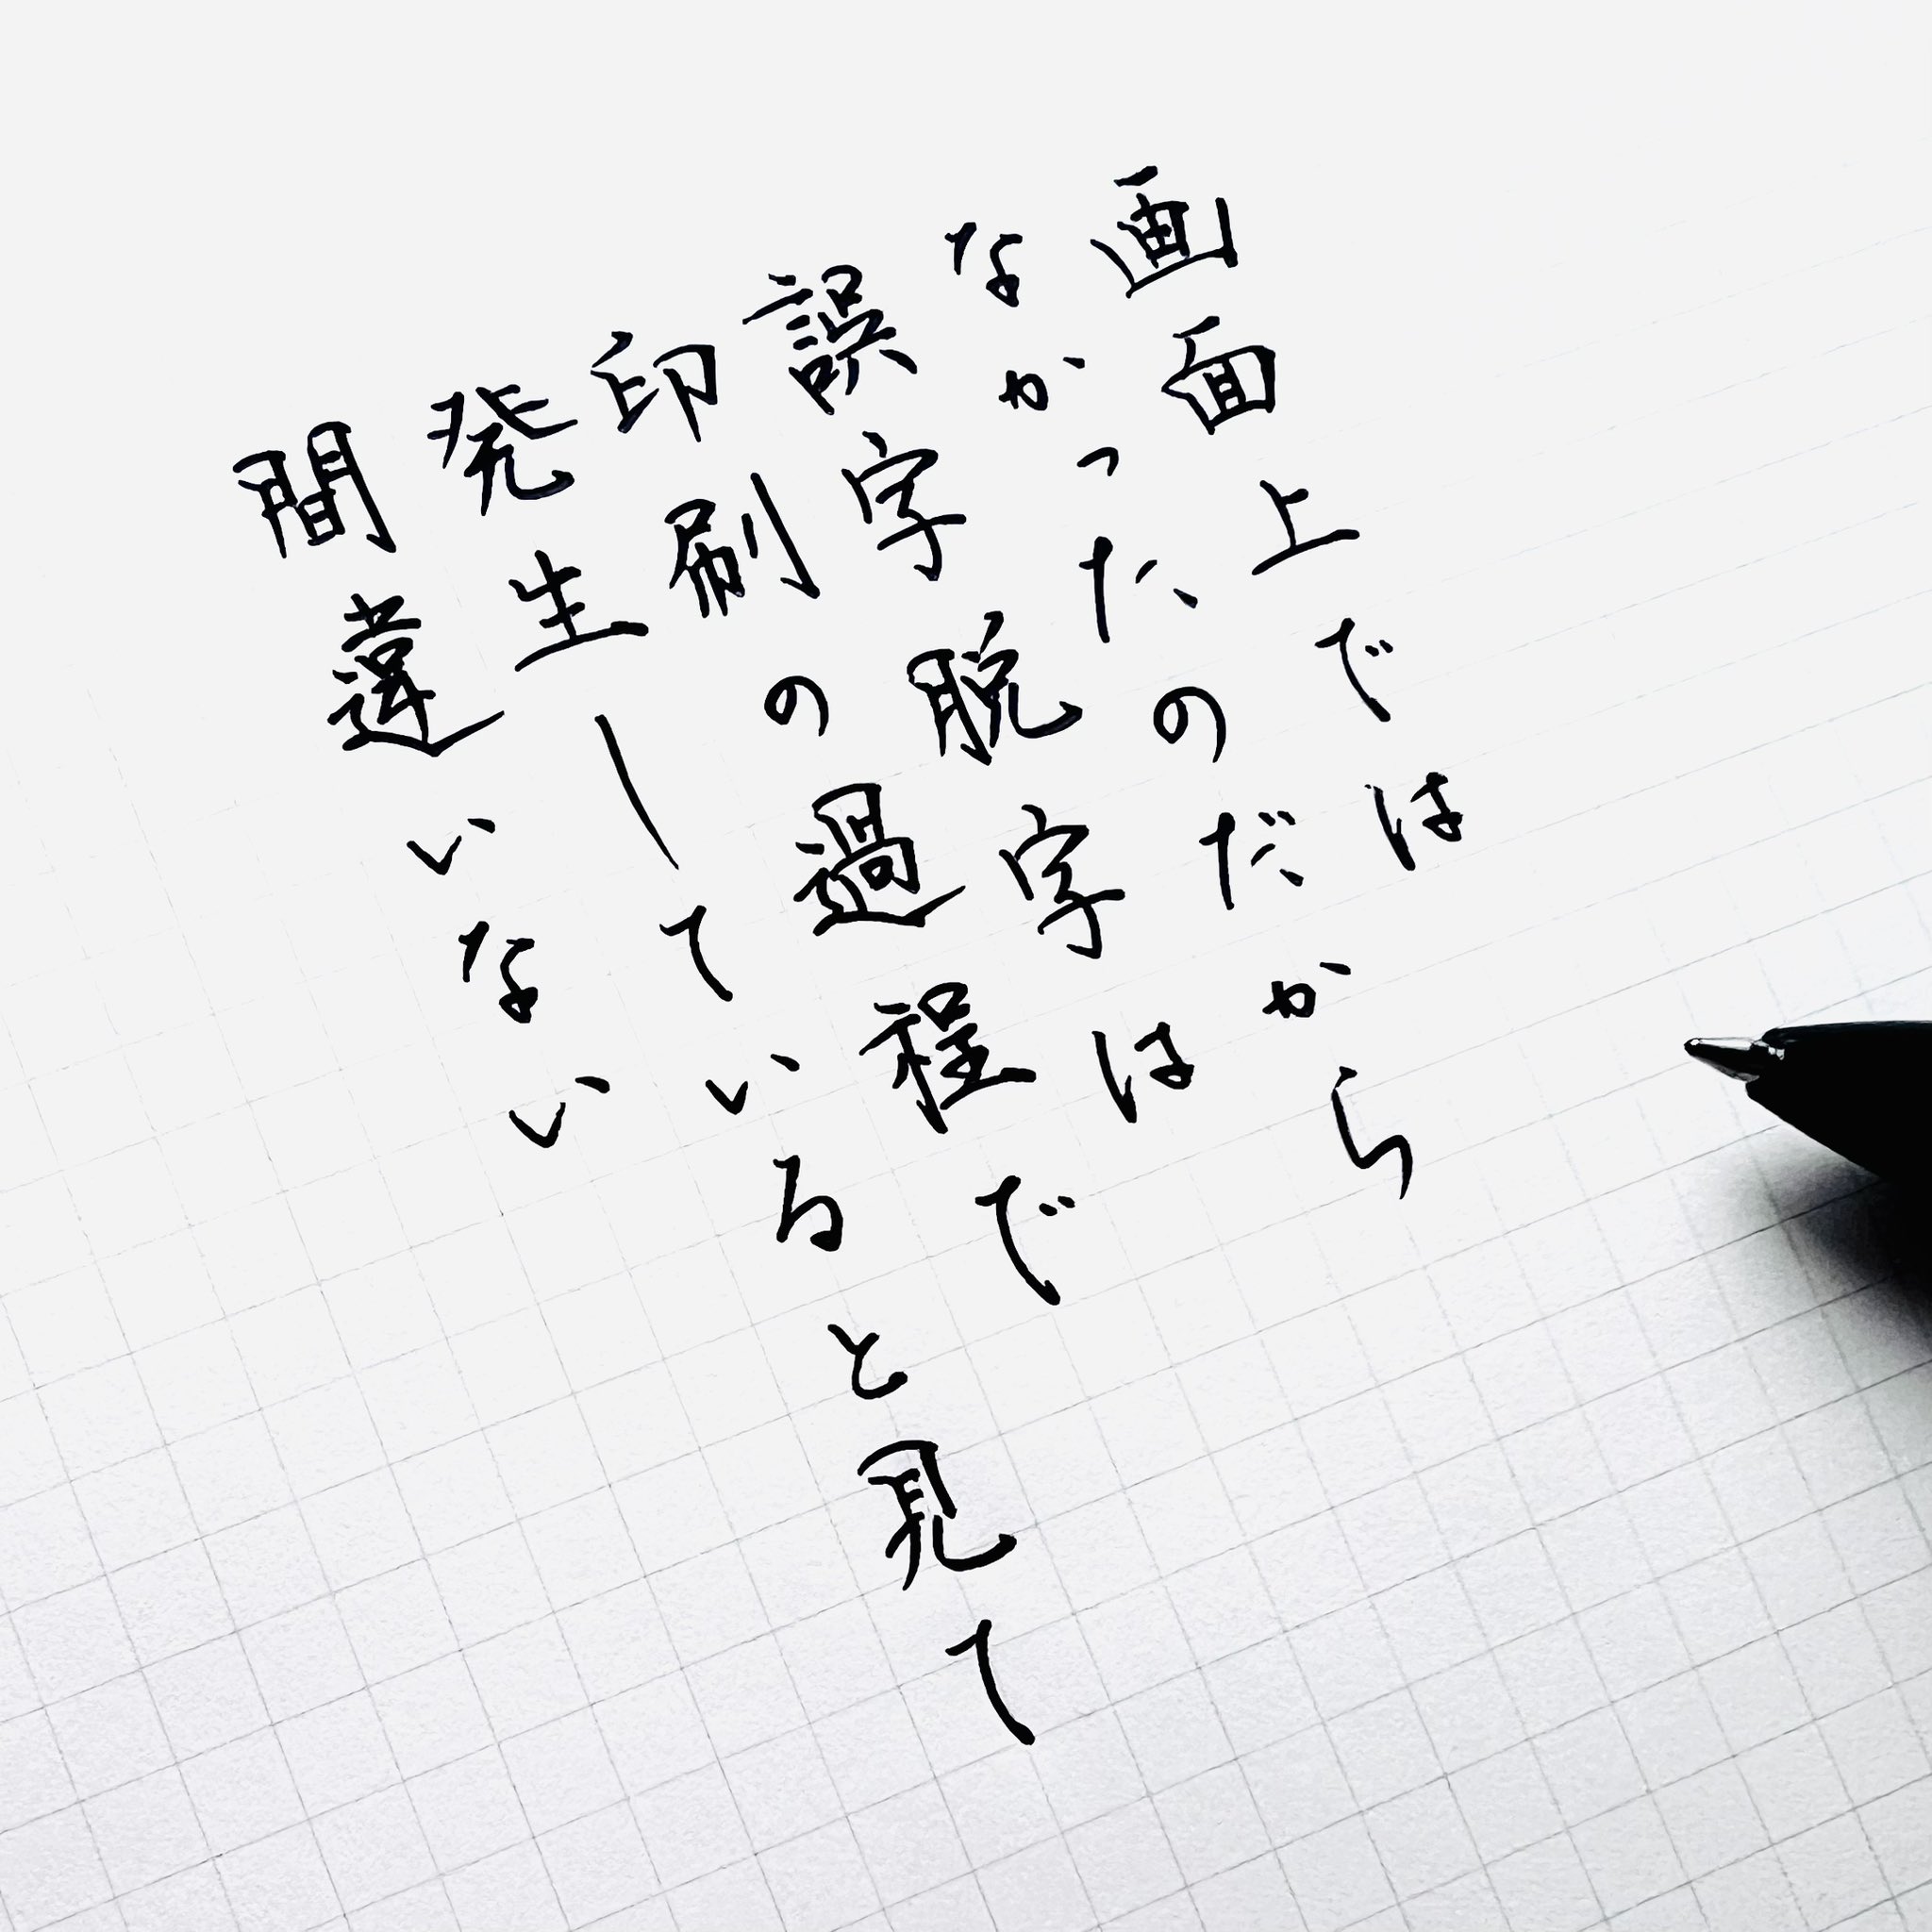 画面上では
なかったのだから
誤字脱字は
印刷の過程で
発生していると見て
間違いない